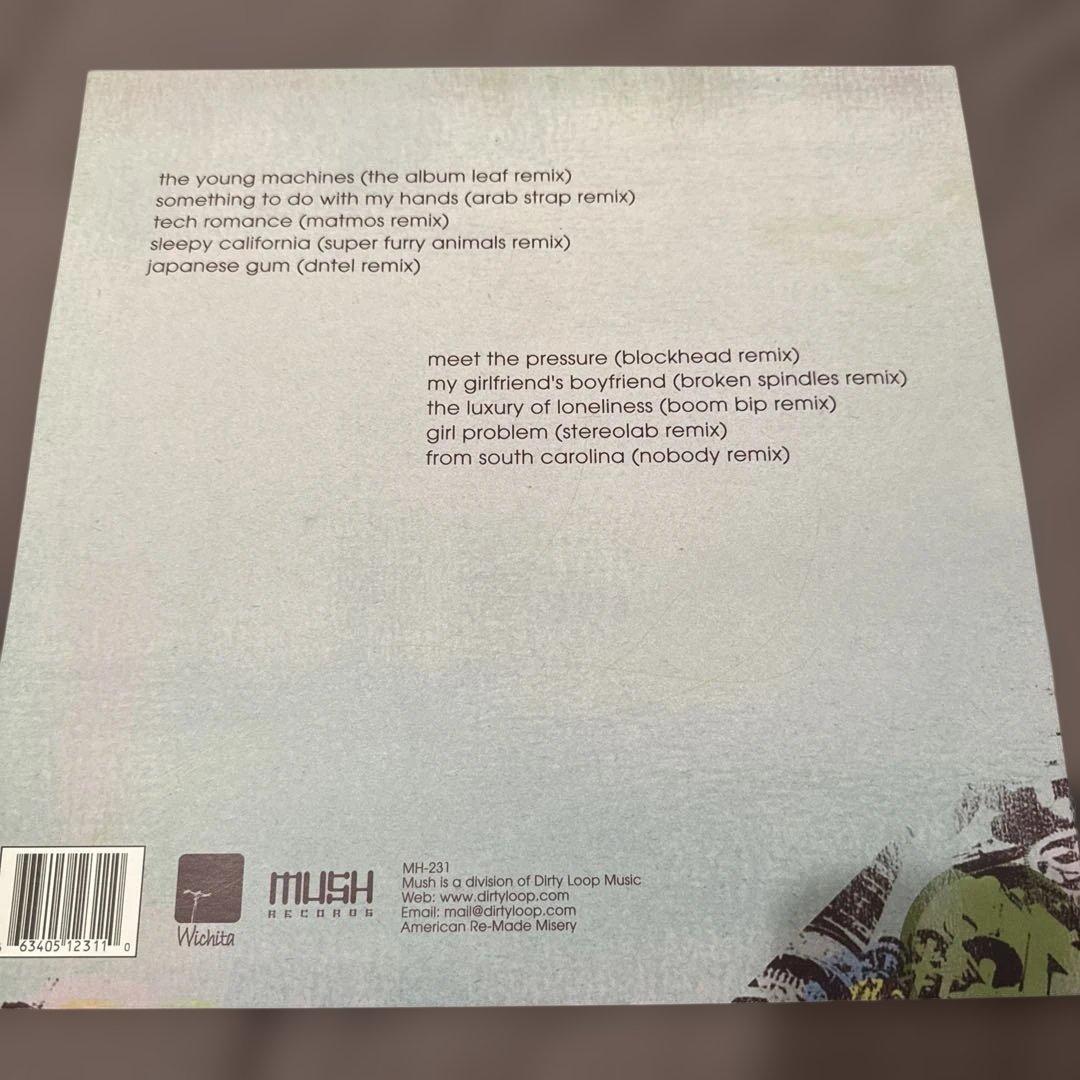 the young machines (the album leaf remix)
something to do with my hands (arab strap remix)
tech romance (matmos remix)
sleepy california (super furry animals remix)
japanese gum (dntel remix)
meet the pressure (blockhead remix)
my girlfriend's boyfriend (broken spindles remix)
the luxury of loneliness (boom bip remix)
girl problem (stereolab remix)
from south carolina (nobody remix)
63405 12311 0
Wichita
MUSH
RECORDS
MH-231
Mush is a division of Dirty Loop Music
Web: www.dirtyloop.com
Email: mail@dirtyloop.com
American Re-Made Misery